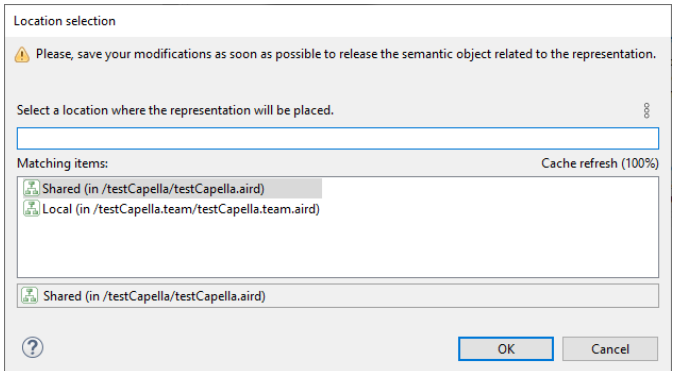 Location selection
Please, save your modifications as soon as possible to release the semantic object related to the representation.
Select a location where the representation will be placed.
Matching items:
Cache refresh (100%)
Shared (in /testCapella/testCapella.aird)
Local (in /testCapella.team/testCapella.team.aird)
Shared (in /testCapella/testCapella.aird)
?
OK
Cancel